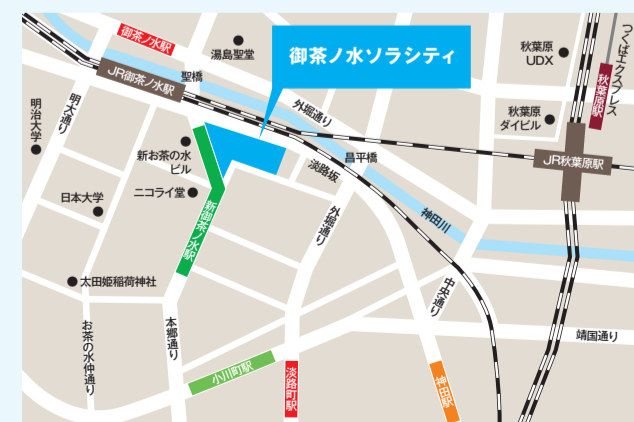 御茶ノ水駅
湯島聖堂
御茶ノ水ソラシティ
秋葉原
UDX
つくばエクスプレス
秋葉原駅
JR御茶ノ水駅
聖橋
外堀通り
秋葉原
ダイビル
明治大学
明大通り
新お茶の水
ビル
昌平橋
淡路坂
JR秋葉原駅
日本大学
ニコライ堂
新御茶ノ水駅
外堀通り
神田川
太田姫稲荷神社
お茶の水仲通り
本郷通り
中央通り
靖国通り
小川町駅
淡路町駅
神田駅